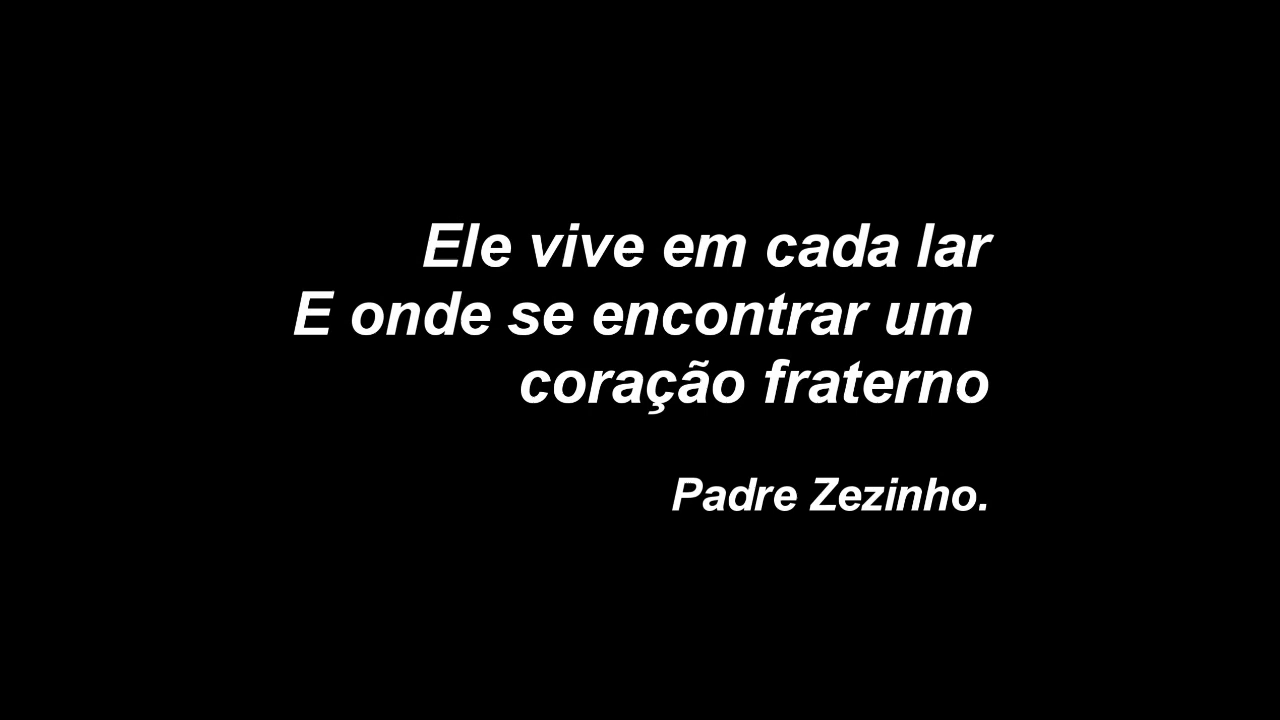 Ele vive em cada lar
E onde se encontrar um
coração fraterno
Padre Zezinho.